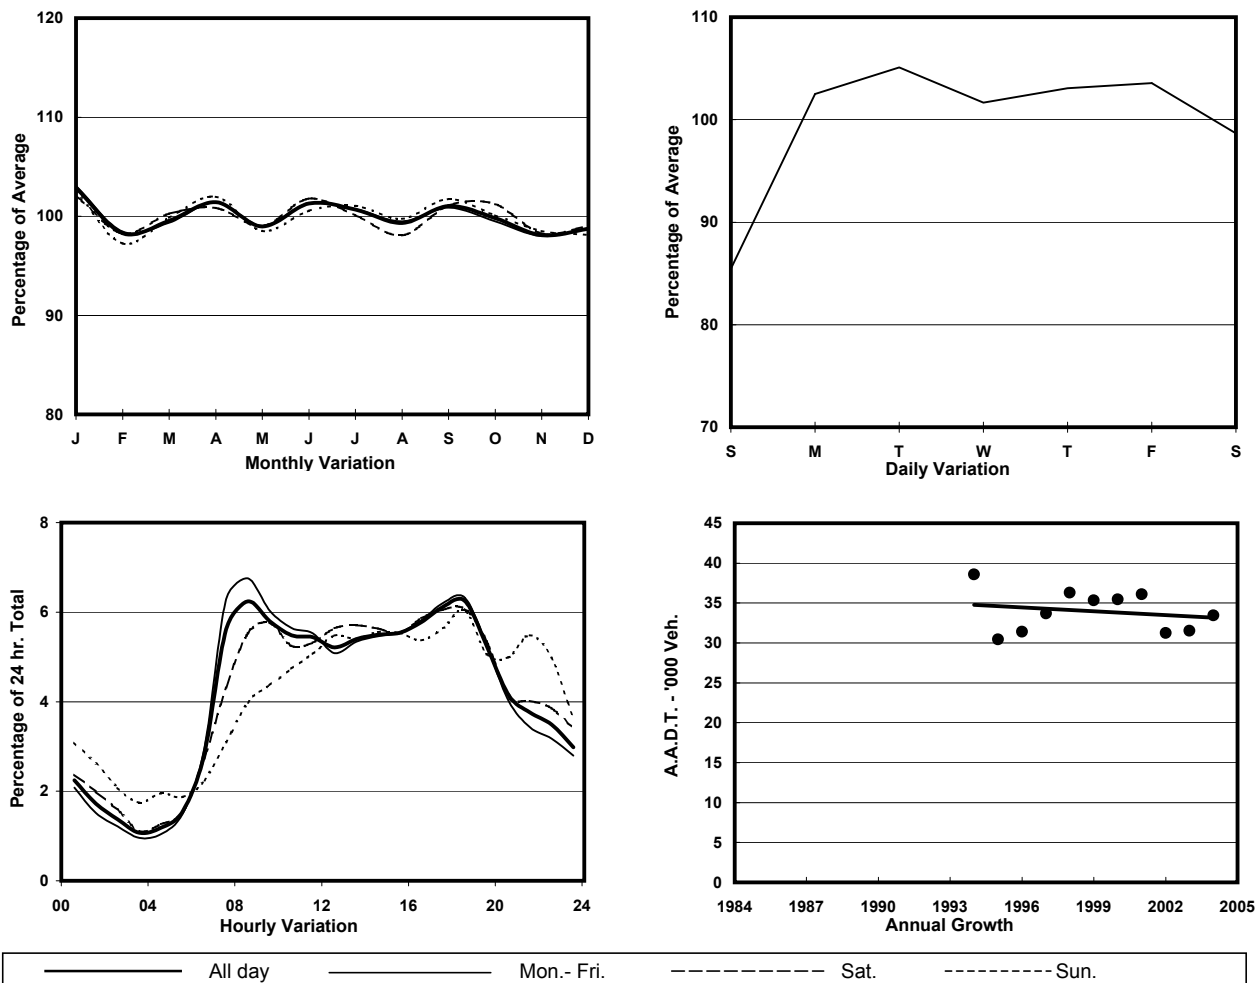 120
110
100
90
80
Percentage of Average
J F M A M J J A S O N D
Monthly Variation
110
100
90
80
70
Percentage of Average
S M T W T F S
Daily Variation
8
6
4
2
0
Percentage of 24 hr. Total
00 04 08 12 16 20 24
Hourly Variation
45
40
35
30
25
20
15
10
5
0
A.A.D.T. - '000 Veh.
1984 1987 1990 1993 1996 1999 2002 2005
Annual Growth
All day Mon.- Fri. Sat. Sun.